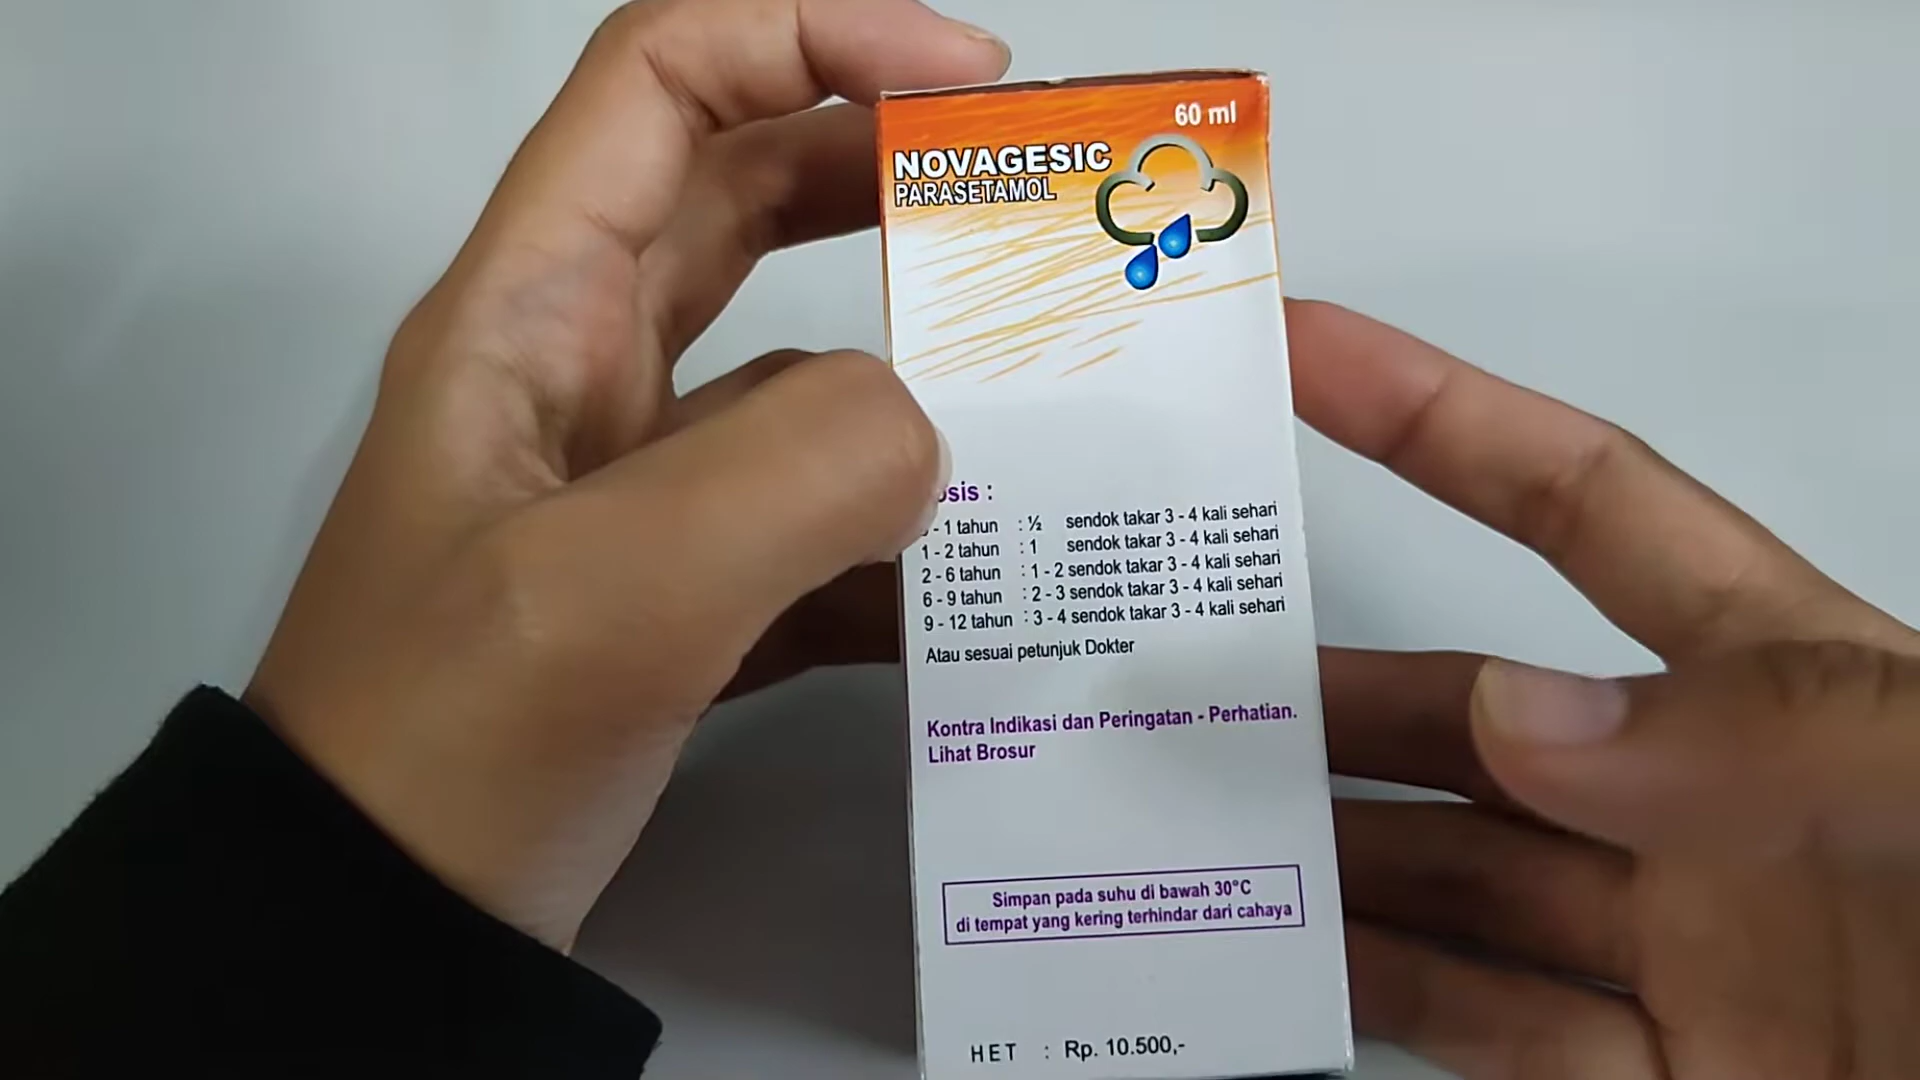 60 ml
NOVAGESIC
PARASETAMOL
osis :
- 1 tahun : ½ sendok takar 3 - 4 kali sehari
1 - 2 tahun : 1 sendok takar 3 - 4 kali sehari
2 - 6 tahun : 1 - 2 sendok takar 3 - 4 kali sehari
6 - 9 tahun : 2 - 3 sendok takar 3 - 4 kali sehari
9 - 12 tahun : 3 - 4 sendok takar 3 - 4 kali sehari
Atau sesuai petunjuk Dokter
Kontra Indikasi dan Peringatan - Perhatian.
Lihat Brosur
Simpan pada suhu di bawah 30°C
di tempat yang kering terhindar dari cahaya
HET : Rp. 10.500,-